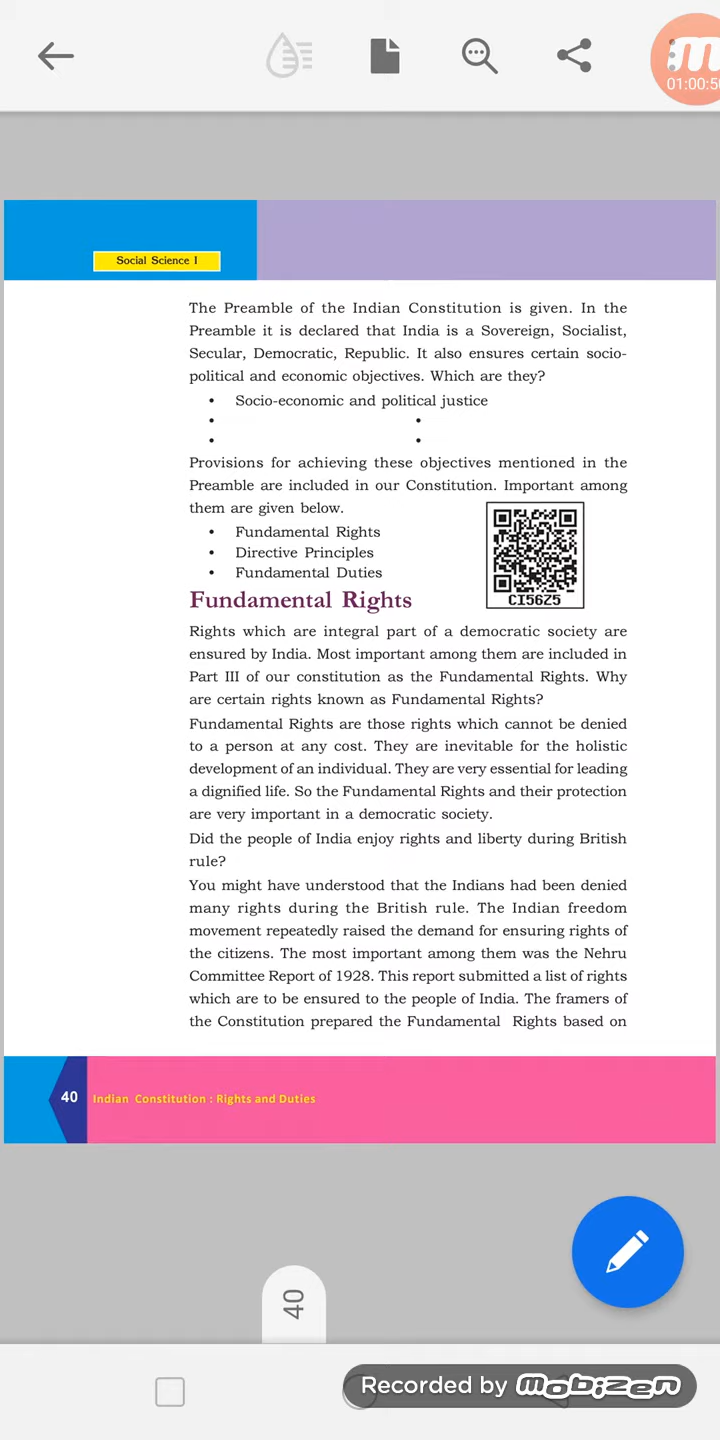 01:00:50
Social Science I
The Preamble of the Indian Constitution is given. In the
Preamble it is declared that India is a Sovereign, Socialist,
Secular, Democratic, Republic. It also ensures certain socio-
political and economic objectives. Which are they?
• Socio-economic and political justice
• •
• •
Provisions for achieving these objectives mentioned in the
Preamble are included in our Constitution. Important among
them are given below.
• Fundamental Rights
• Directive Principles
• Fundamental Duties
CI56Z5
Fundamental Rights
Rights which are integral part of a democratic society are
ensured by India. Most important among them are included in
Part III of our constitution as the Fundamental Rights. Why
are certain rights known as Fundamental Rights?
Fundamental Rights are those rights which cannot be denied
to a person at any cost. They are inevitable for the holistic
development of an individual. They are very essential for leading
a dignified life. So the Fundamental Rights and their protection
are very important in a democratic society.
Did the people of India enjoy rights and liberty during British
rule?
You might have understood that the Indians had been denied
many rights during the British rule. The Indian freedom
movement repeatedly raised the demand for ensuring rights of
the citizens. The most important among them was the Nehru
Committee Report of 1928. This report submitted a list of rights
which are to be ensured to the people of India. The framers of
the Constitution prepared the Fundamental Rights based on
40 Indian Constitution : Rights and Duties
40
Recorded by mobizen